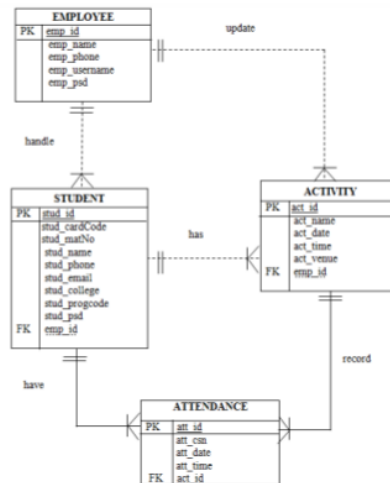 EMPLOYEE
PK emp_id
emp_name
emp_phone
emp_username
emp_psd
update
handle
STUDENT
PK stud_id
stud_cardCode
stud_matNo
stud_name
stud_phone
stud_email
stud_college
stud_progcode
stud_psd
FK emp_id
has
ACTIVITY
PK act_id
act_name
act_date
act_time
act_venue
FK emp_id
have
record
ATTENDANCE
PK att_id
att_csn
att_date
att_time
FK act_id